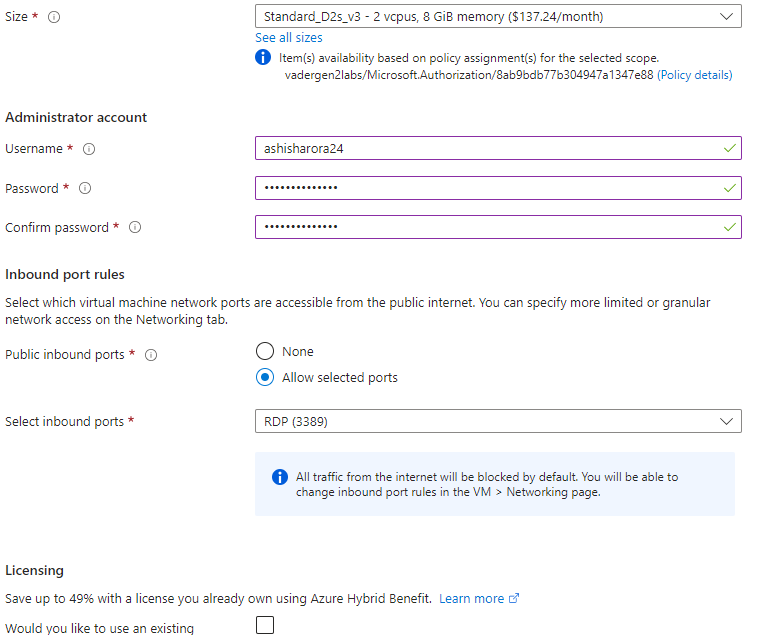 Size *
Standard_D2s_v3 - 2 vcpus, 8 GiB memory ($137.24/month)
See all sizes
Item(s) availability based on policy assignment(s) for the selected scope.
vadergen2labs/Microsoft.Authorization/8ab9bdb77b304947a1347e88 (Policy details)
Administrator account
Username *
ashisharora24
Password *
••••••••••••••
Confirm password *
••••••••••••••
Inbound port rules
Select which virtual machine network ports are accessible from the public internet. You can specify more limited or granular
network access on the Networking tab.
Public inbound ports *
None
Allow selected ports
Select inbound ports *
RDP (3389)
All traffic from the internet will be blocked by default. You will be able to
change inbound port rules in the VM > Networking page.
Licensing
Save up to 49% with a license you already own using Azure Hybrid Benefit. Learn more
Would you like to use an existing